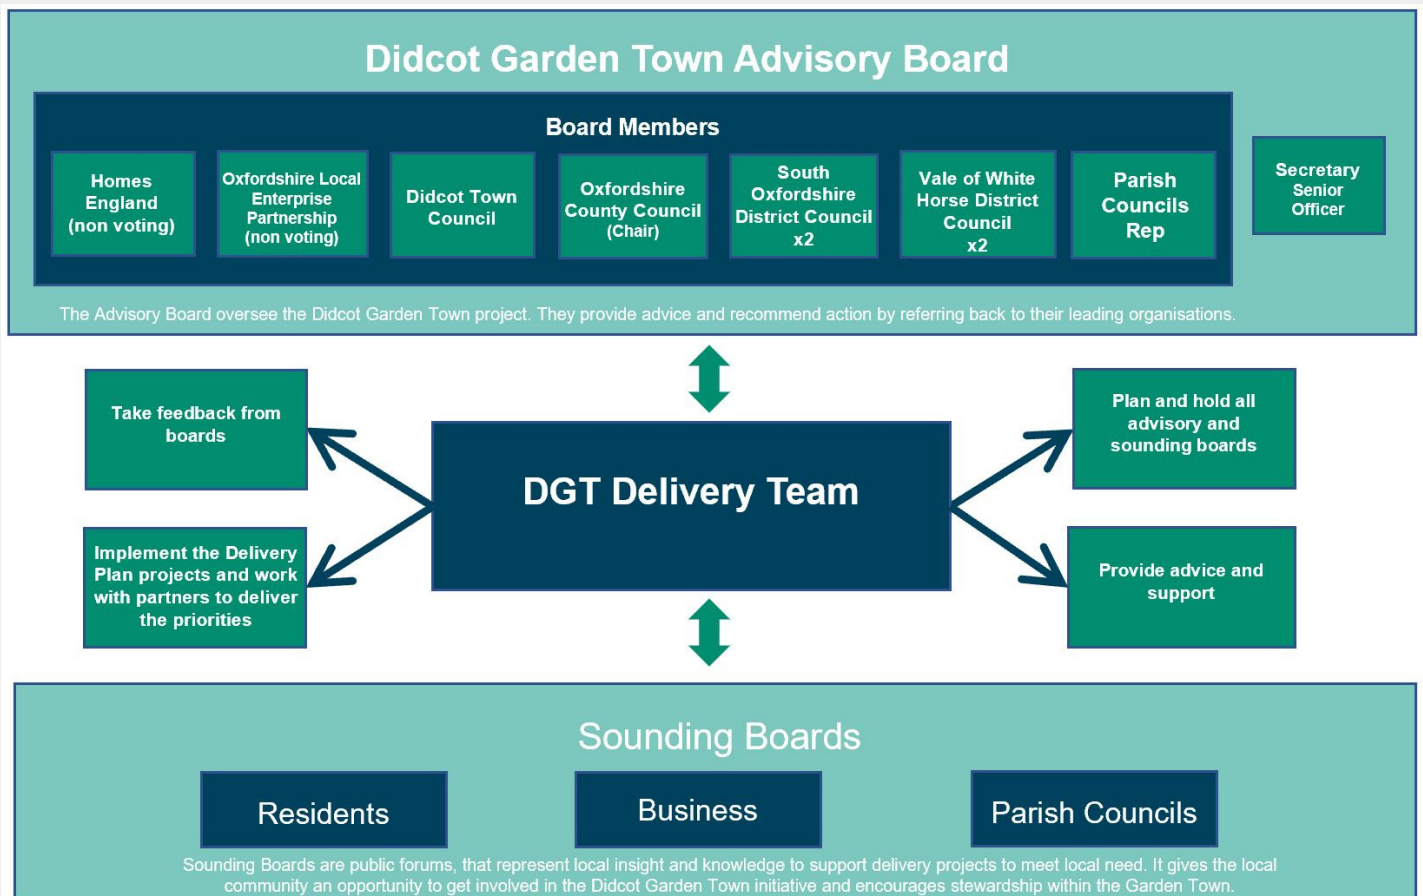 Didcot Garden Town Advisory Board
Board Members
Homes
England
(non voting)
Oxfordshire Local
Enterprise
Partnership
(non voting)
Didcot Town
Council
Oxfordshire
County Council
(Chair)
South
Oxfordshire
District Council
x2
Vale of White
Horse District
Council
x2
Parish
Councils
Rep
Secretary
Senior
Officer
The Advisory Board oversee the Didcot Garden Town project. They provide advice and recommend action by referring back to their leading organisations.
Take feedback from
boards
Implement the Delivery
Plan projects and work
with partners to deliver
the priorities
DGT Delivery Team
Plan and hold all
advisory and
sounding boards
Provide advice and
support
Sounding Boards
Residents
Business
Parish Councils
Sounding Boards are public forums, that represent local insight and knowledge to support delivery projects to meet local need. It gives the local
community an opportunity to get involved in the Didcot Garden Town initiative and encourages stewardship within the Garden Town.